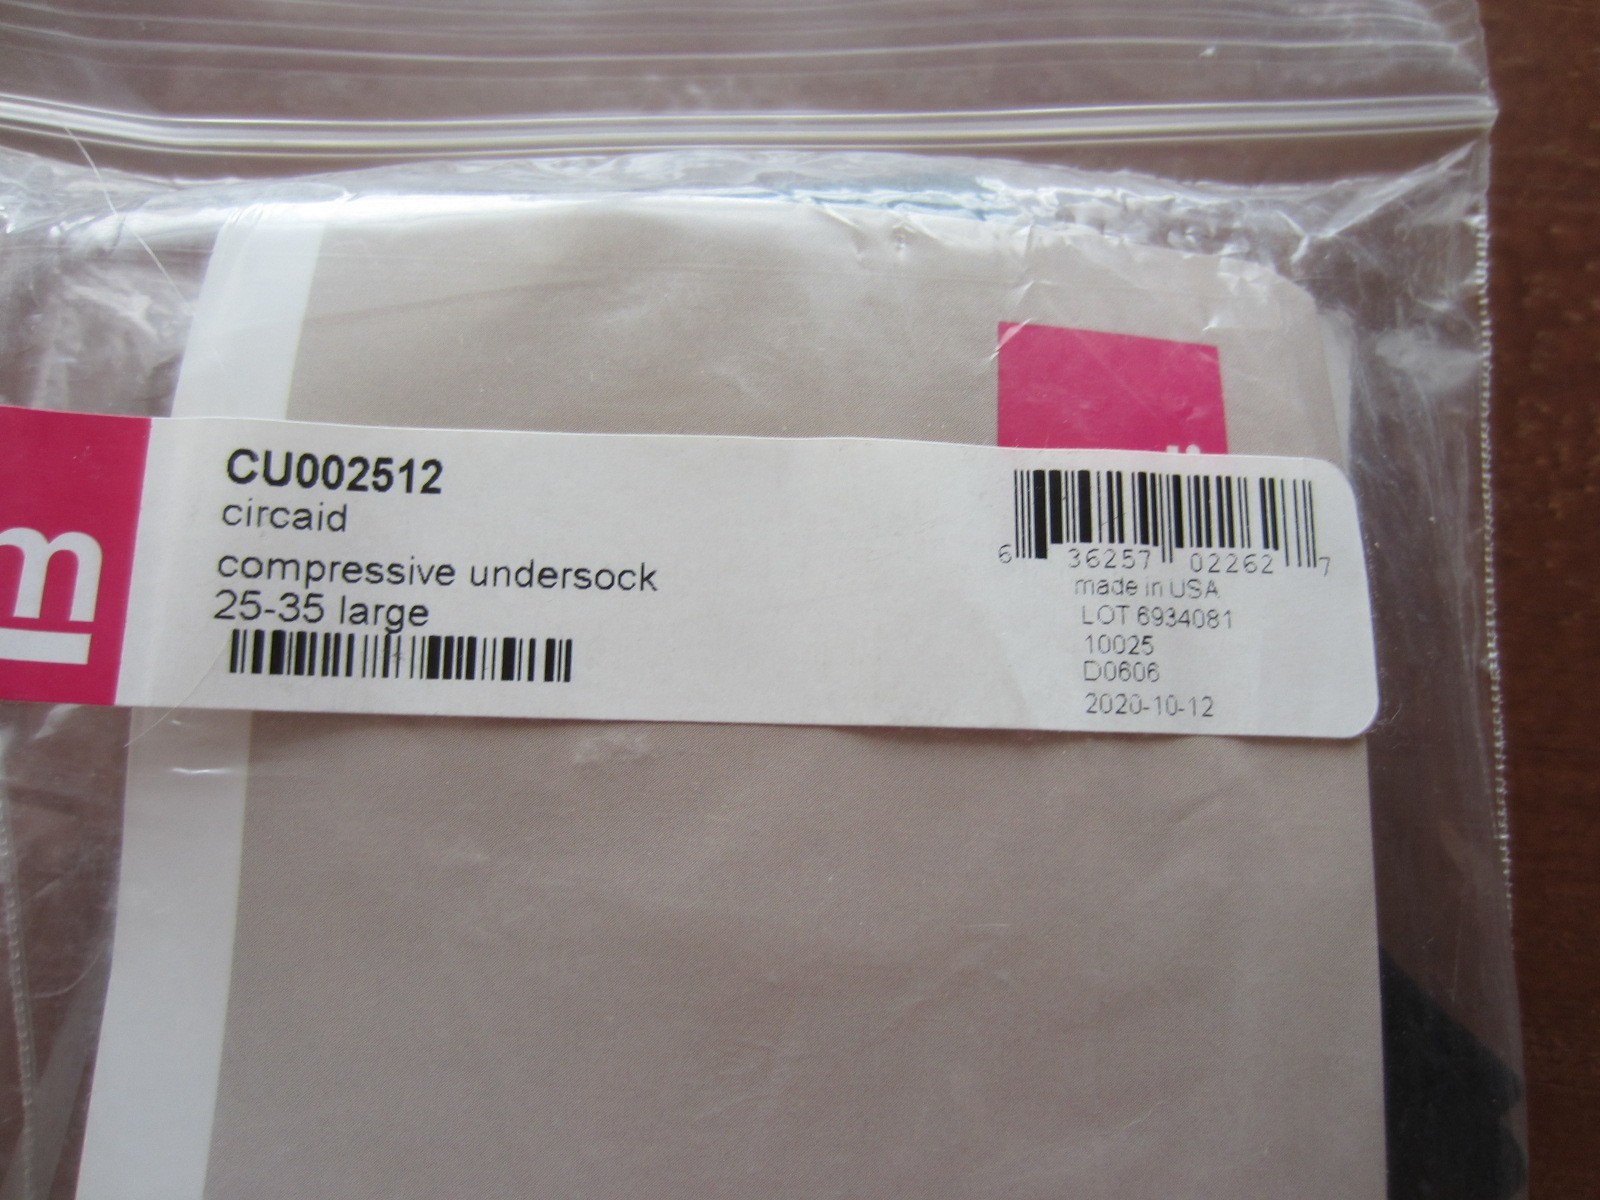 CU002512
circaid
compressive undersock
25-35 large
6 36257 02262 7
made in USA
LOT 6934081
10025
D0606
2020-10-12
m